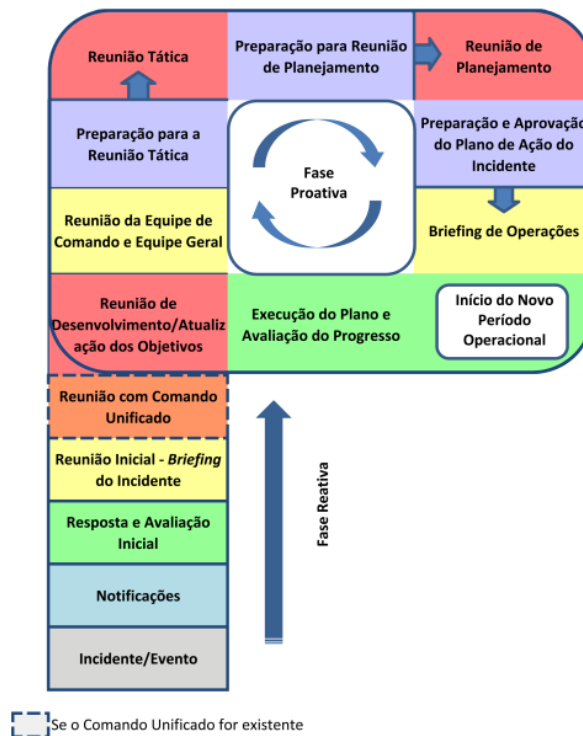 Reunião Tática
Preparação para Reunião
de Planejamento
Reunião de
Planejamento
Preparação para a
Reunião Tática
Fase
Proativa
Preparação e Aprovação
do Plano de Ação do
Incidente
Reunião da Equipe de
Comando e Equipe Geral
Briefing de Operações
Reunião de
Desenvolvimento/Atualiz
ação dos Objetivos
Execução do Plano e
Avaliação do Progresso
Início do Novo
Período
Operacional
Reunião com Comando
Unificado
Reunião Inicial - Briefing
do Incidente
Resposta e Avaliação
Inicial
Notificações
Incidente/Evento
Fase Reativa
Se o Comando Unificado for existente